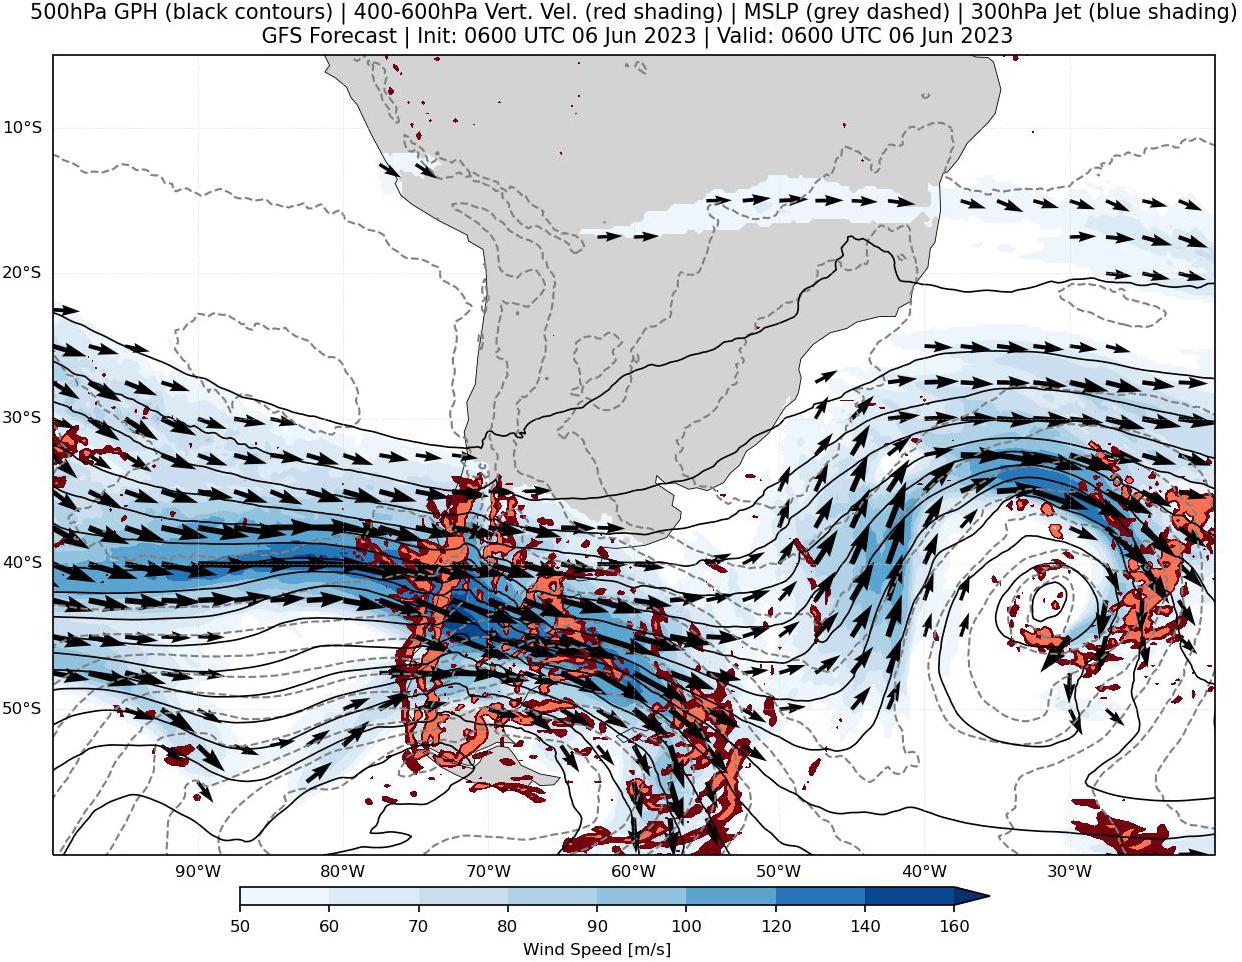 500hPa GPH (black contours) | 400-600hPa Vert. Vel. (red shading) | MSLP (grey dashed) | 300hPa Jet (blue shading)
GFS Forecast | Init: 0600 UTC 06 Jun 2023 | Valid: 0600 UTC 06 Jun 2023
10°S
20°S
30°S
40°S
50°S
90°W 80°W 70°W 60°W 50°W 40°W 30°W
50 60 70 80 90 100 120 140 160
Wind Speed [m/s]